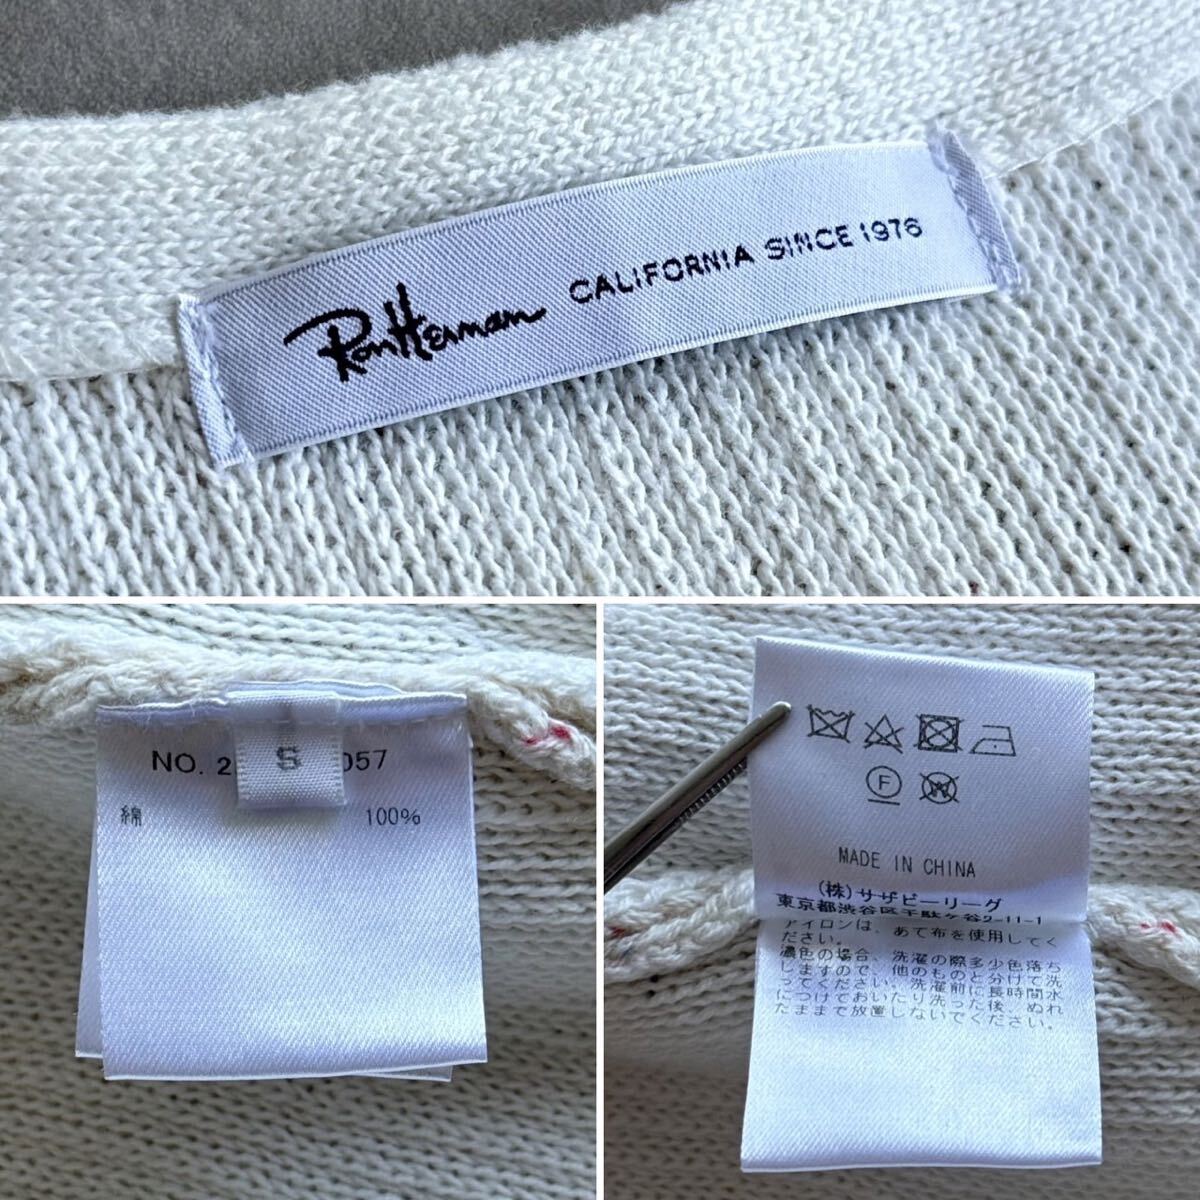 Ron Herman CALIFORNIA SINCE 1976
NO. 2 S 057
綿 100%
F
W
MADE IN CHINA
(株)サザビーリーグ
東京都渋谷区千駄ヶ谷2-11-1
アイロンは、あて布を使用してく
ださい。
濃色の場合、洗濯の際多少色落ち
しますので、他のものと分けて洗
ってください。洗濯前に長時間水
につけておいたり洗った後、ぬれ
たままで放置しないでください。